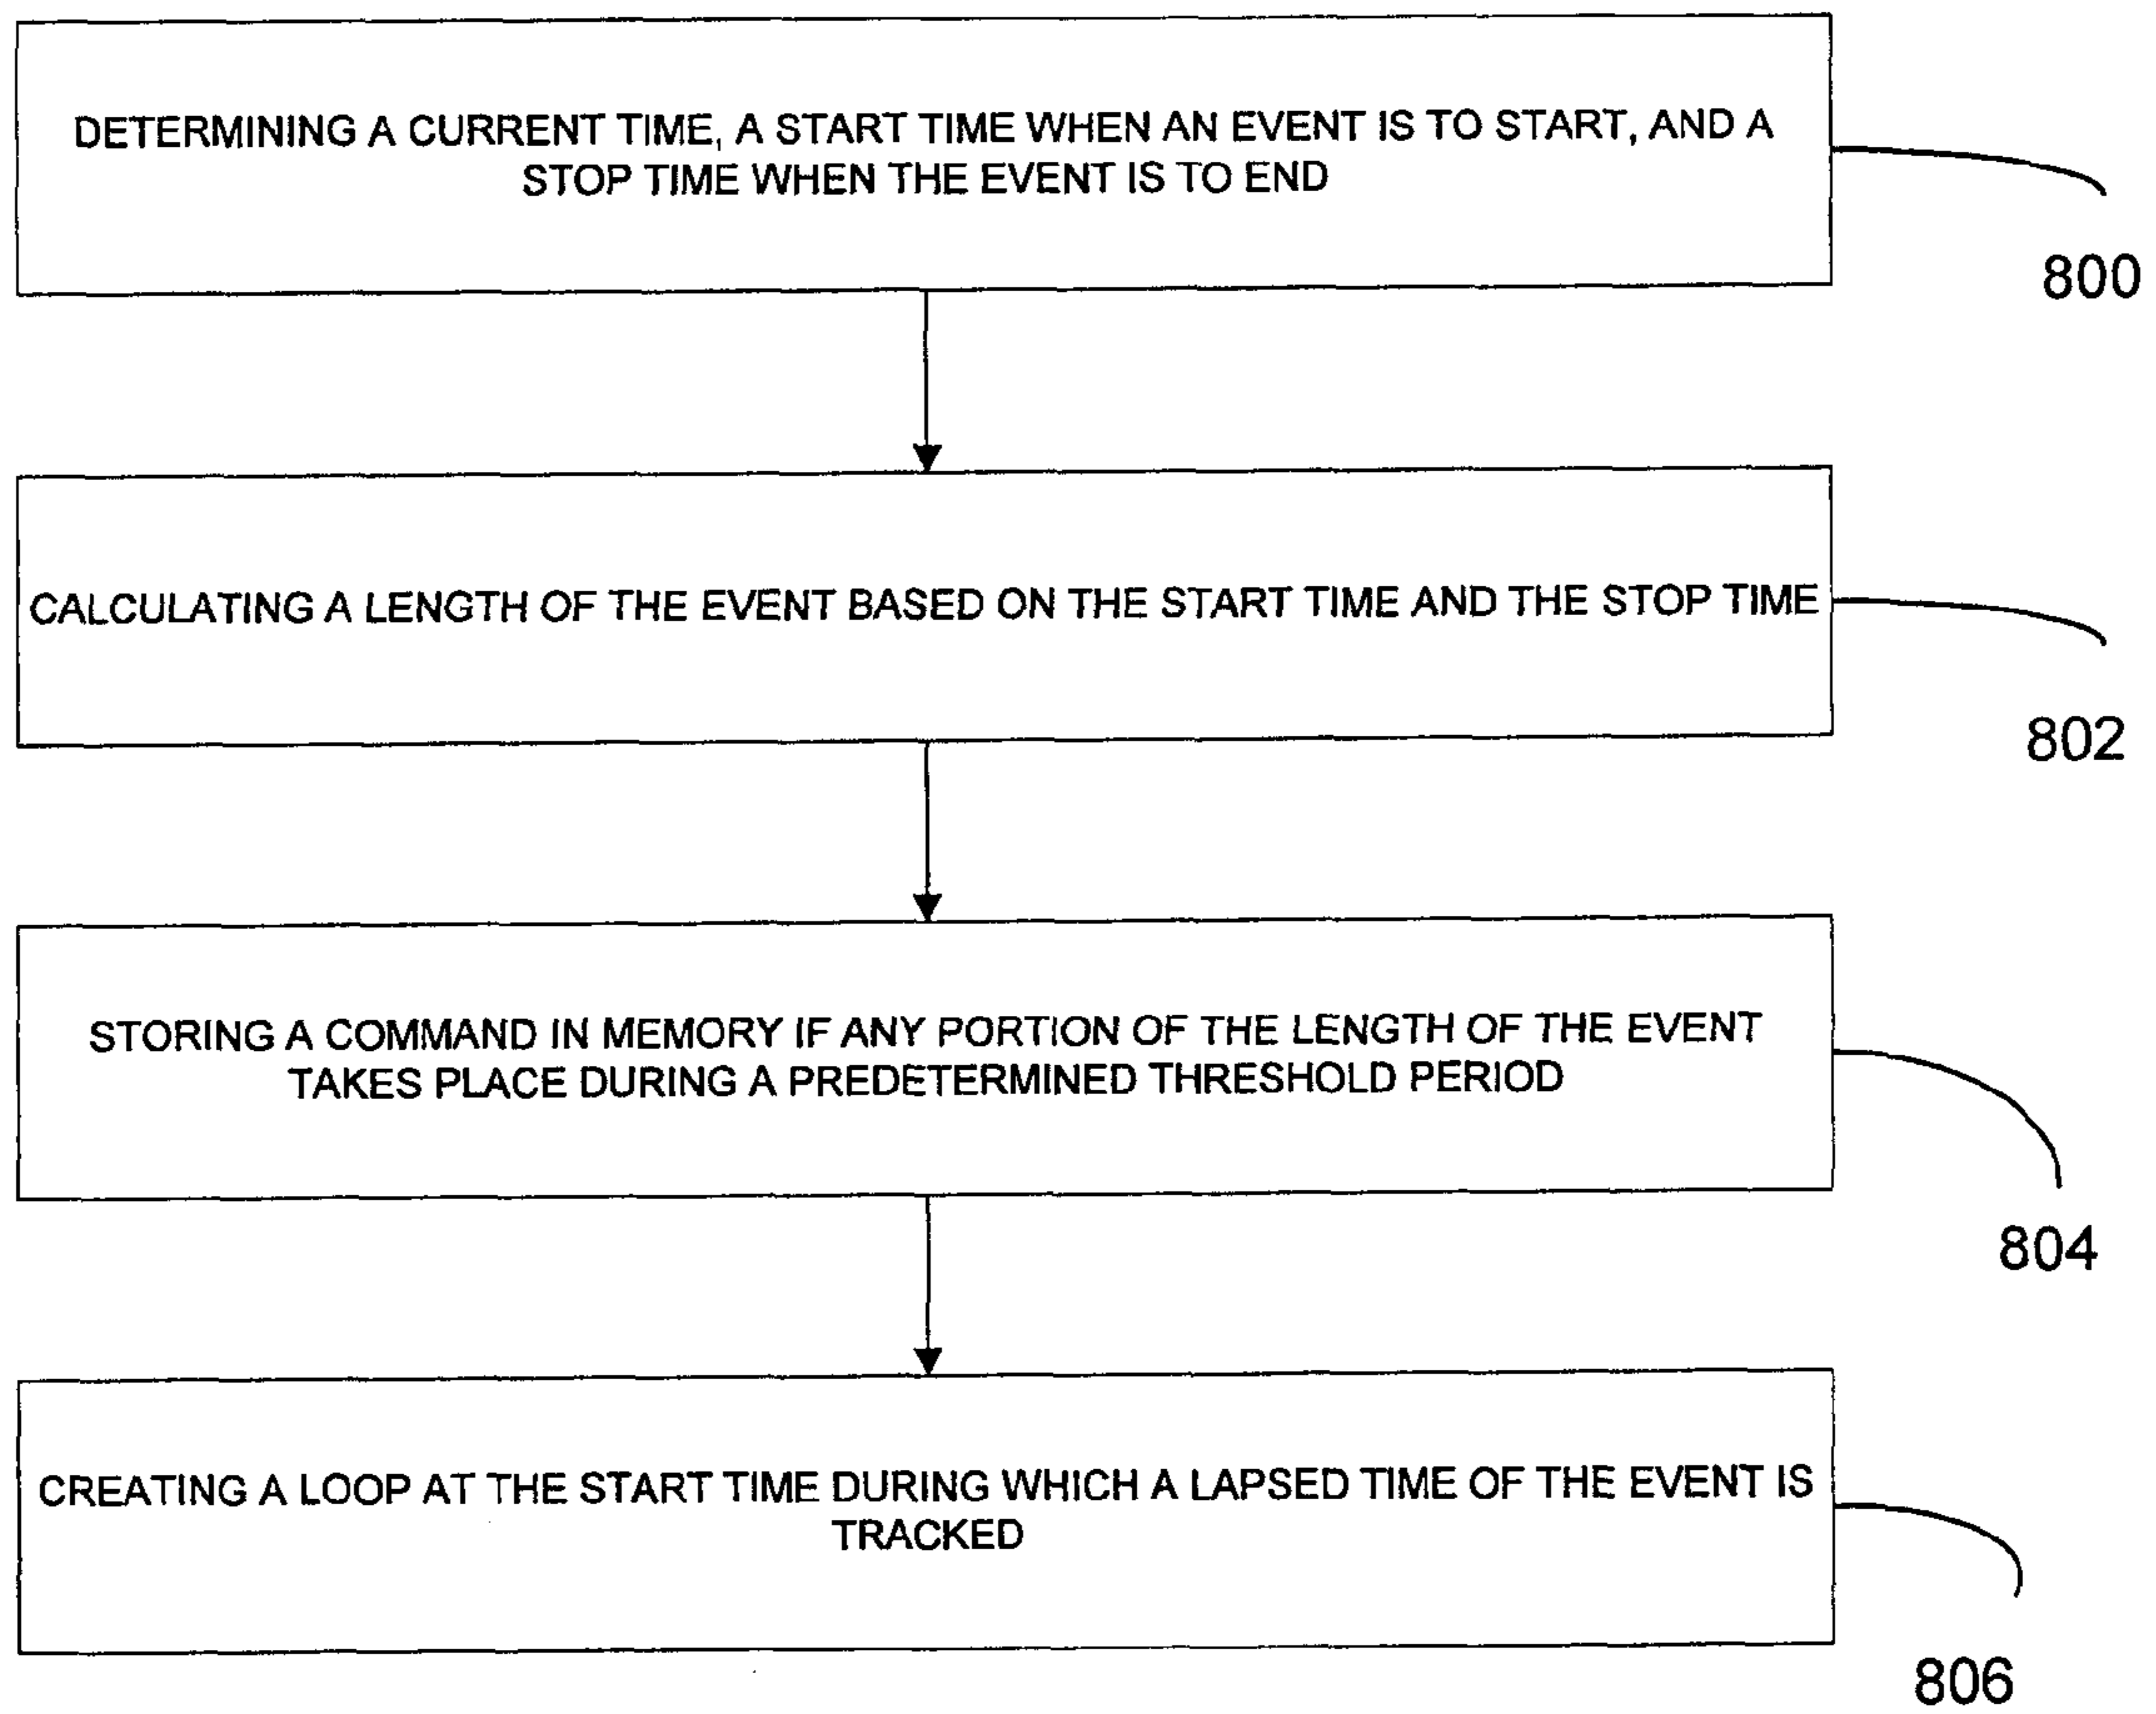 DETERMINING A CURRENT TIME, A START TIME WHEN AN EVENT IS TO START, AND A
STOP TIME WHEN THE EVENT IS TO END
800
CALCULATING A LENGTH OF THE EVENT BASED ON THE START TIME AND THE STOP TIME
802
STORING A COMMAND IN MEMORY IF ANY PORTION OF THE LENGTH OF THE EVENT
TAKES PLACE DURING A PREDETERMINED THRESHOLD PERIOD
804
CREATING A LOOP AT THE START TIME DURING WHICH A LAPSED TIME OF THE EVENT IS
TRACKED
806